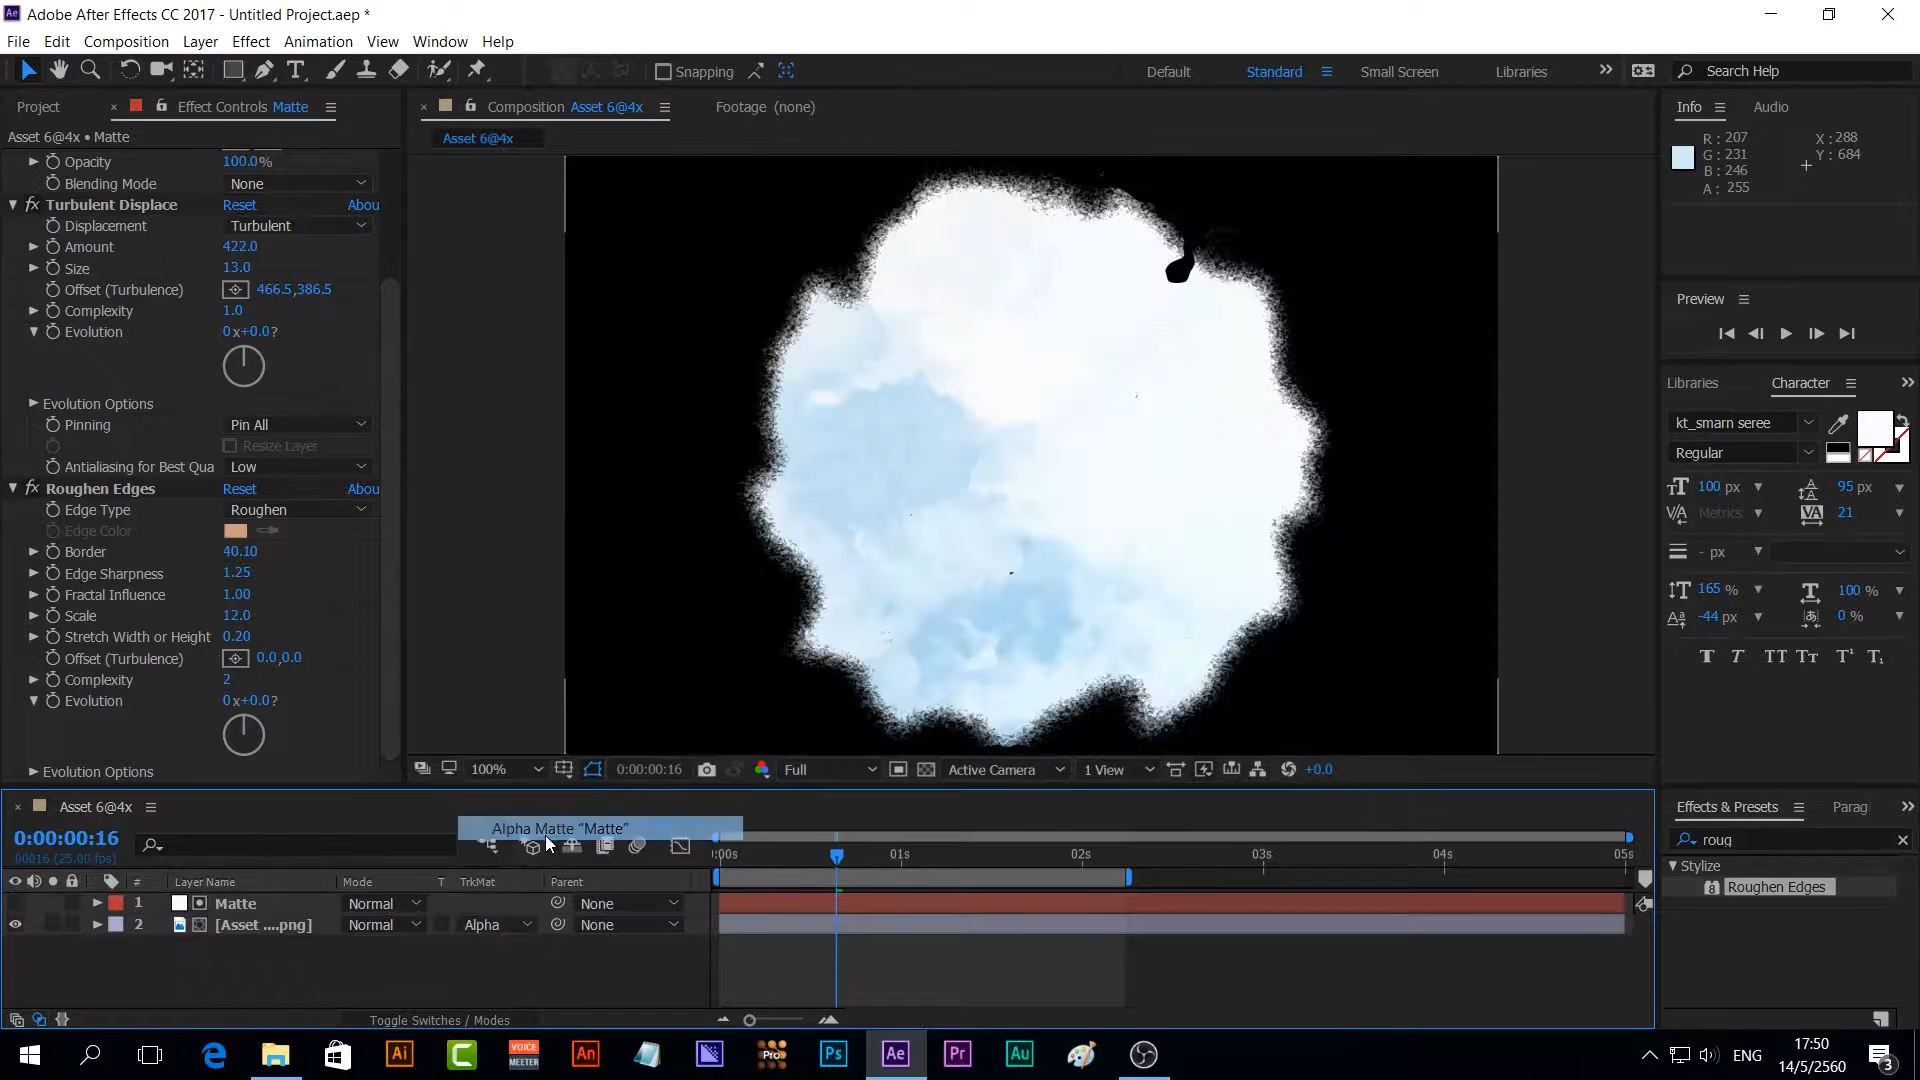 Adobe After Effects CC 2017 - Untitled Project.aep *
File Edit Composition Layer Effect Animation View Window Help
Snapping
Default Standard Small Screen Libraries
Search Help
Project
Effect Controls Matte
Composition Asset 6@4x
Footage (none)
Info Audio
Asset 6@4x • Matte
Asset 6@4x
R : 207
G : 231
B : 246
A : 255
X : 288
Y : 684
Opacity 100.0 %
Blending Mode None
fx Turbulent Displace Reset Abou
Displacement Turbulent
Amount 422.0
Size 13.0
Offset (Turbulence) 466.5,386.5
Complexity 1.0
Evolution 0 x+0.0 ?
Evolution Options
Pinning Pin All
Resize Layer
Antialiasing for Best Qua Low
fx Roughen Edges Reset Abou
Edge Type Roughen
Edge Color
Border 40.10
Edge Sharpness 1.25
Fractal Influence 1.00
Scale 12.0
Stretch Width or Height 0.20
Offset (Turbulence) 0.0,0.0
Complexity 2
Evolution 0 x+0.0 ?
Evolution Options
Preview
Libraries Character
kt_smarn seree
Regular
100 px 95 px
Metrics 21
- px
165 % 100 %
-44 px 0 %
100% 0:00:00:16 Full Active Camera 1 View +0.0
Asset 6@4x
0:00:00:16
00016 (25.00 fps)
Alpha Matte “Matte”
:00s 01s 02s 03s 04s 05s
# Layer Name Mode T TrkMat Parent
1 Matte Normal None
2 [Asset ....png] Normal Alpha None
Toggle Switches / Modes
Effects & Presets Parag
roug
Stylize
Roughen Edges
Ai An VOICE MEETER Pro Ps Ae Pr Au
ENG
17:50
14/5/2560
3